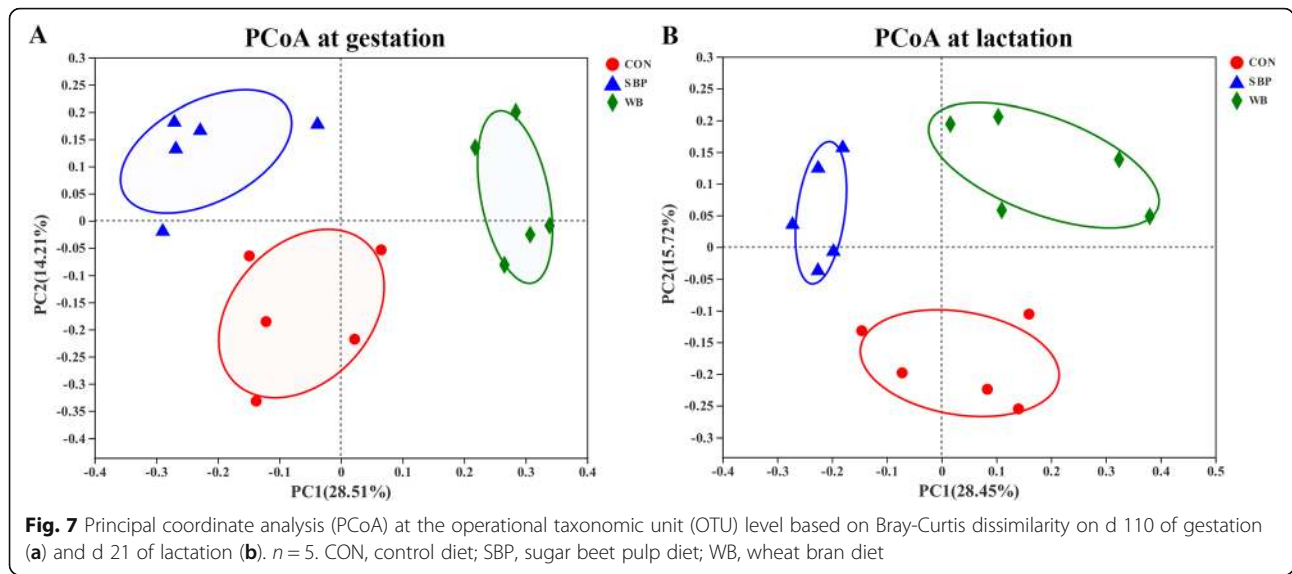 A
PCoA at gestation
CON
SBP
WB
0.3
0.25
0.2
0.15
0.1
0.05
0
-0.05
-0.1
-0.15
-0.2
-0.25
-0.3
-0.35
-0.4
PC2(14.21%)
-0.4
-0.2
-0.1
0
0.1
0.2
0.3
0.4
PC1(28.51%)
B
PCoA at lactation
CON
SBP
WB
0.3
0.25
0.2
0.15
0.1
0.05
0
-0.05
-0.1
-0.15
-0.2
-0.25
-0.3
PC2(15.72%)
-0.4
-0.3
-0.2
-0.1
0
0.1
0.2
0.3
0.4
0.5
PC1(28.45%)
Fig. 7 Principal coordinate analysis (PCoA) at the operational taxonomic unit (OTU) level based on Bray-Curtis dissimilarity on d 110 of gestation
(a) and d 21 of lactation (b). n = 5. CON, control diet; SBP, sugar beet pulp diet; WB, wheat bran diet